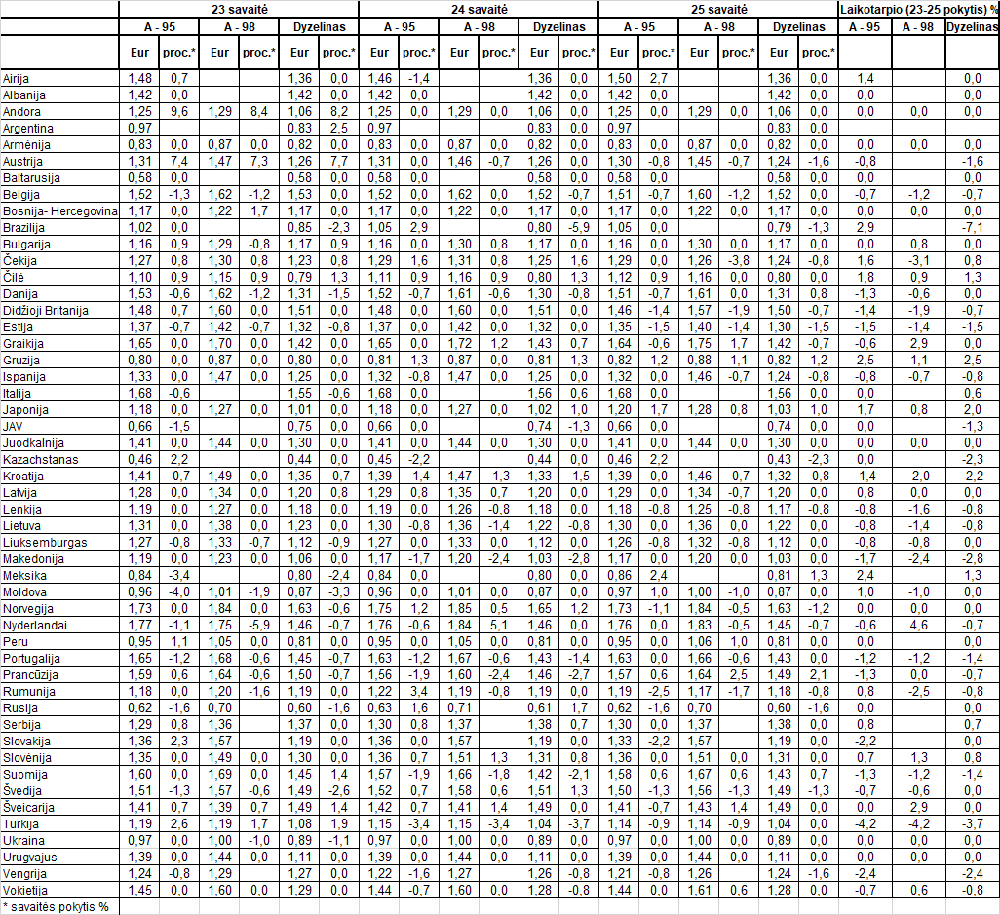 23 savaitė 24 savaitė 25 savaitė Laikotarpio (23-25 pokytis) %
A - 95 A - 98 Dyzelinas A - 95 A - 98 Dyzelinas A - 95 A - 98 Dyzelinas A - 95 A - 98 Dyzelinas
Eur proc.* Eur proc.* Eur proc.* Eur proc.* Eur proc.* Eur proc.* Eur proc.* Eur proc.* Eur proc.*
Airija 1,48 0,7 1,36 0,0 1,46 -1,4 1,36 0,0 1,50 2,7 1,36 0,0 1,4 0,0
Albanija 1,42 0,0 1,42 0,0 1,42 0,0 1,42 0,0 1,42 0,0 1,42 0,0 0,0 0,0
Andora 1,25 9,6 1,29 8,4 1,06 8,2 1,25 0,0 1,29 0,0 1,06 0,0 1,25 0,0 1,29 0,0 1,06 0,0 0,0 0,0 0,0
Argentina 0,97 0,83 2,5 0,97 0,83 0,0 0,97 0,83 0,0
Armėnija 0,83 0,0 0,87 0,0 0,82 0,0 0,83 0,0 0,87 0,0 0,82 0,0 0,83 0,0 0,87 0,0 0,82 0,0 0,0 0,0 0,0
Austrija 1,31 7,4 1,47 7,3 1,26 7,7 1,31 0,0 1,46 -0,7 1,26 0,0 1,30 -0,8 1,45 -0,7 1,24 -1,6 -0,8 -1,6
Baltarusija 0,58 0,0 0,58 0,0 0,58 0,0 0,58 0,0 0,58 0,0 0,58 0,0 0,0 0,0
Belgija 1,52 -1,3 1,62 -1,2 1,53 0,0 1,52 0,0 1,62 0,0 1,52 -0,7 1,51 -0,7 1,60 -1,2 1,52 0,0 -0,7 -1,2 -0,7
Bosnija- Hercegovina 1,17 0,0 1,22 1,7 1,17 0,0 1,17 0,0 1,22 0,0 1,17 0,0 1,17 0,0 1,22 0,0 1,17 0,0 0,0 0,0 0,0
Brazilija 1,02 0,0 0,85 -2,3 1,05 2,9 0,80 -5,9 1,05 0,0 0,79 -1,3 2,9 -7,1
Bulgarija 1,16 0,9 1,29 -0,8 1,17 0,9 1,16 0,0 1,30 0,8 1,17 0,0 1,16 0,0 1,30 0,0 1,17 0,0 0,0 0,8 0,0
Čekija 1,27 0,8 1,30 0,8 1,23 0,8 1,29 1,6 1,31 0,8 1,25 1,6 1,29 0,0 1,26 -3,8 1,24 -0,8 1,6 -3,1 0,8
Čilė 1,10 0,9 1,15 0,9 0,79 1,3 1,11 0,9 1,16 0,9 0,80 1,3 1,12 0,9 1,16 0,0 0,80 0,0 1,8 0,9 1,3
Danija 1,53 -0,6 1,62 -1,2 1,31 -1,5 1,52 -0,7 1,61 -0,6 1,30 -0,8 1,51 -0,7 1,61 0,0 1,31 0,8 -1,3 -0,6 0,0
Didžioji Britanija 1,48 0,7 1,60 0,0 1,51 0,0 1,48 0,0 1,60 0,0 1,51 0,0 1,46 -1,4 1,57 -1,9 1,50 -0,7 -1,4 -1,9 -0,7
Estija 1,37 -0,7 1,42 -0,7 1,32 -0,8 1,37 0,0 1,42 0,0 1,32 0,0 1,35 -1,5 1,40 -1,4 1,30 -1,5 -1,5 -1,4 -1,5
Graikija 1,65 0,0 1,70 0,0 1,42 0,0 1,65 0,0 1,72 1,2 1,43 0,7 1,64 -0,6 1,75 1,7 1,42 -0,7 -0,6 2,9 0,0
Gruzija 0,80 0,0 0,87 0,0 0,80 0,0 0,81 1,3 0,87 0,0 0,81 1,3 0,82 1,2 0,88 1,1 0,82 1,2 2,5 1,1 2,5
Ispanija 1,33 0,0 1,47 0,0 1,25 0,0 1,32 -0,8 1,47 0,0 1,25 0,0 1,32 0,0 1,46 -0,7 1,24 -0,8 -0,8 -0,7 -0,8
Italija 1,68 -0,6 1,55 -0,6 1,68 0,0 1,56 0,6 1,68 0,0 1,56 0,0 0,0 0,6
Japonija 1,18 0,0 1,27 0,0 1,01 0,0 1,18 0,0 1,27 0,0 1,02 1,0 1,20 1,7 1,28 0,8 1,03 1,0 1,7 0,8 2,0
JAV 0,66 -1,5 0,75 0,0 0,66 0,0 0,74 -1,3 0,66 0,0 0,74 0,0 0,0 -1,3
Juodkalnija 1,41 0,0 1,44 0,0 1,30 0,0 1,41 0,0 1,44 0,0 1,30 0,0 1,41 0,0 1,44 0,0 1,30 0,0 0,0 0,0 0,0
Kazachstanas 0,46 2,2 0,44 0,0 0,45 -2,2 0,44 0,0 0,46 2,2 0,43 -2,3 0,0 -2,3
Kroatija 1,41 -0,7 1,49 0,0 1,35 -0,7 1,39 -1,4 1,47 -1,3 1,33 -1,5 1,39 0,0 1,46 -0,7 1,32 -0,8 -1,4 -2,0 -2,2
Latvija 1,28 0,0 1,34 0,0 1,20 0,8 1,29 0,8 1,35 0,7 1,20 0,0 1,29 0,0 1,34 -0,7 1,20 0,0 0,8 0,0 0,0
Lenkija 1,19 0,0 1,27 0,0 1,18 0,0 1,19 0,0 1,26 -0,8 1,18 0,0 1,18 -0,8 1,25 -0,8 1,17 -0,8 -0,8 -1,6 -0,8
Lietuva 1,31 0,0 1,38 0,0 1,23 0,0 1,30 -0,8 1,36 -1,4 1,22 -0,8 1,30 0,0 1,36 0,0 1,22 0,0 -0,8 -1,4 -0,8
Liuksemburgas 1,27 -0,8 1,33 -0,7 1,12 -0,9 1,27 0,0 1,33 0,0 1,12 0,0 1,26 -0,8 1,32 -0,8 1,12 0,0 -0,8 -0,8 0,0
Makedonija 1,19 0,0 1,23 0,0 1,06 0,0 1,17 -1,7 1,20 -2,4 1,03 -2,8 1,17 0,0 1,20 0,0 1,03 0,0 -1,7 -2,4 -2,8
Meksika 0,84 -3,4 0,80 -2,4 0,84 0,0 0,80 0,0 0,86 2,4 0,81 1,3 2,4 1,3
Moldova 0,96 -4,0 1,01 -1,9 0,87 -3,3 0,96 0,0 1,01 0,0 0,87 0,0 0,97 1,0 1,00 -1,0 0,87 0,0 1,0 -1,0 0,0
Norvegija 1,73 0,0 1,84 0,0 1,63 -0,6 1,75 1,2 1,85 0,5 1,65 1,2 1,73 -1,1 1,84 -0,5 1,63 -1,2 0,0 0,0 0,0
Nyderlandai 1,77 -1,1 1,75 -5,9 1,46 -0,7 1,76 -0,6 1,84 5,1 1,46 0,0 1,76 0,0 1,83 -0,5 1,45 -0,7 -0,6 4,6 -0,7
Peru 0,95 1,1 1,05 0,0 0,81 0,0 0,95 0,0 1,05 0,0 0,81 0,0 0,95 0,0 1,06 1,0 0,81 0,0 0,0 0,0
Portugalija 1,65 -1,2 1,68 -0,6 1,45 -0,7 1,63 -1,2 1,67 -0,6 1,43 -1,4 1,63 0,0 1,66 -0,6 1,43 0,0 -1,2 -1,2 -1,4
Prancūzija 1,59 0,6 1,64 -0,6 1,50 -0,7 1,56 -1,9 1,60 -2,4 1,46 -2,7 1,57 0,6 1,64 2,5 1,49 2,1 -1,3 0,0 -0,7
Rumunija 1,18 0,0 1,20 -1,6 1,19 0,0 1,22 3,4 1,19 -0,8 1,19 0,0 1,19 -2,5 1,17 -1,7 1,18 -0,8 0,8 -2,5 -0,8
Rusija 0,62 -1,6 0,70 0,60 -1,6 0,63 1,6 0,71 0,61 1,7 0,62 -1,6 0,70 0,60 -1,6 0,0 0,0
Serbija 1,29 0,8 1,36 1,37 0,0 1,30 0,8 1,37 1,38 0,7 1,30 0,0 1,37 1,38 0,0 0,8 0,7
Slovakija 1,36 2,3 1,57 1,19 0,0 1,36 0,0 1,57 1,19 0,0 1,33 -2,2 1,57 1,19 0,0 -2,2 0,0
Slovėnija 1,35 0,0 1,49 0,0 1,30 0,0 1,36 0,7 1,51 1,3 1,31 0,8 1,36 0,0 1,51 0,0 1,31 0,0 0,7 1,3 0,8
Suomija 1,60 0,0 1,69 0,0 1,45 1,4 1,57 -1,9 1,66 -1,8 1,42 -2,1 1,58 0,6 1,67 0,6 1,43 0,7 -1,3 -1,2 -1,4
Švedija 1,51 -1,3 1,57 -0,6 1,49 -2,6 1,52 0,7 1,58 0,6 1,51 1,3 1,50 -1,3 1,56 -1,3 1,49 -1,3 -0,7 -0,6 0,0
Šveicarija 1,41 0,7 1,39 0,7 1,49 1,4 1,42 0,7 1,41 1,4 1,49 0,0 1,41 -0,7 1,43 1,4 1,49 0,0 0,0 2,9 0,0
Turkija 1,19 2,6 1,19 1,7 1,08 1,9 1,15 -3,4 1,15 -3,4 1,04 -3,7 1,14 -0,9 1,14 -0,9 1,04 0,0 -4,2 -4,2 -3,7
Ukraina 0,97 0,0 1,00 -1,0 0,89 -1,1 0,97 0,0 1,00 0,0 0,89 0,0 0,97 0,0 1,00 0,0 0,89 0,0 0,0 0,0 0,0
Urugvajus 1,39 0,0 1,44 0,0 1,11 0,0 1,39 0,0 1,44 0,0 1,11 0,0 1,39 0,0 1,44 0,0 1,11 0,0 0,0 0,0 0,0
Vengrija 1,24 -0,8 1,29 1,27 0,0 1,22 -1,6 1,27 1,26 -0,8 1,21 -0,8 1,26 1,24 -1,6 -2,4 -2,4
Vokietija 1,45 0,0 1,60 0,0 1,29 0,0 1,44 -0,7 1,60 0,0 1,28 -0,8 1,44 0,0 1,61 0,6 1,28 0,0 -0,7 0,6 -0,8
* savaitės pokytis %